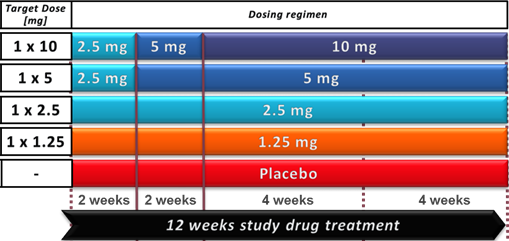 Target Dose Dosing regimen
[mg]
1 x 10 2.5 mg 5 mg 10 mg
1 x 5 2.5 mg 5 mg
1 x 2.5 2.5 mg
1 x 1.25 1.25 mg
- Placebo
2 weeks 2 weeks 4 weeks 4 weeks
12 weeks study drug treatment